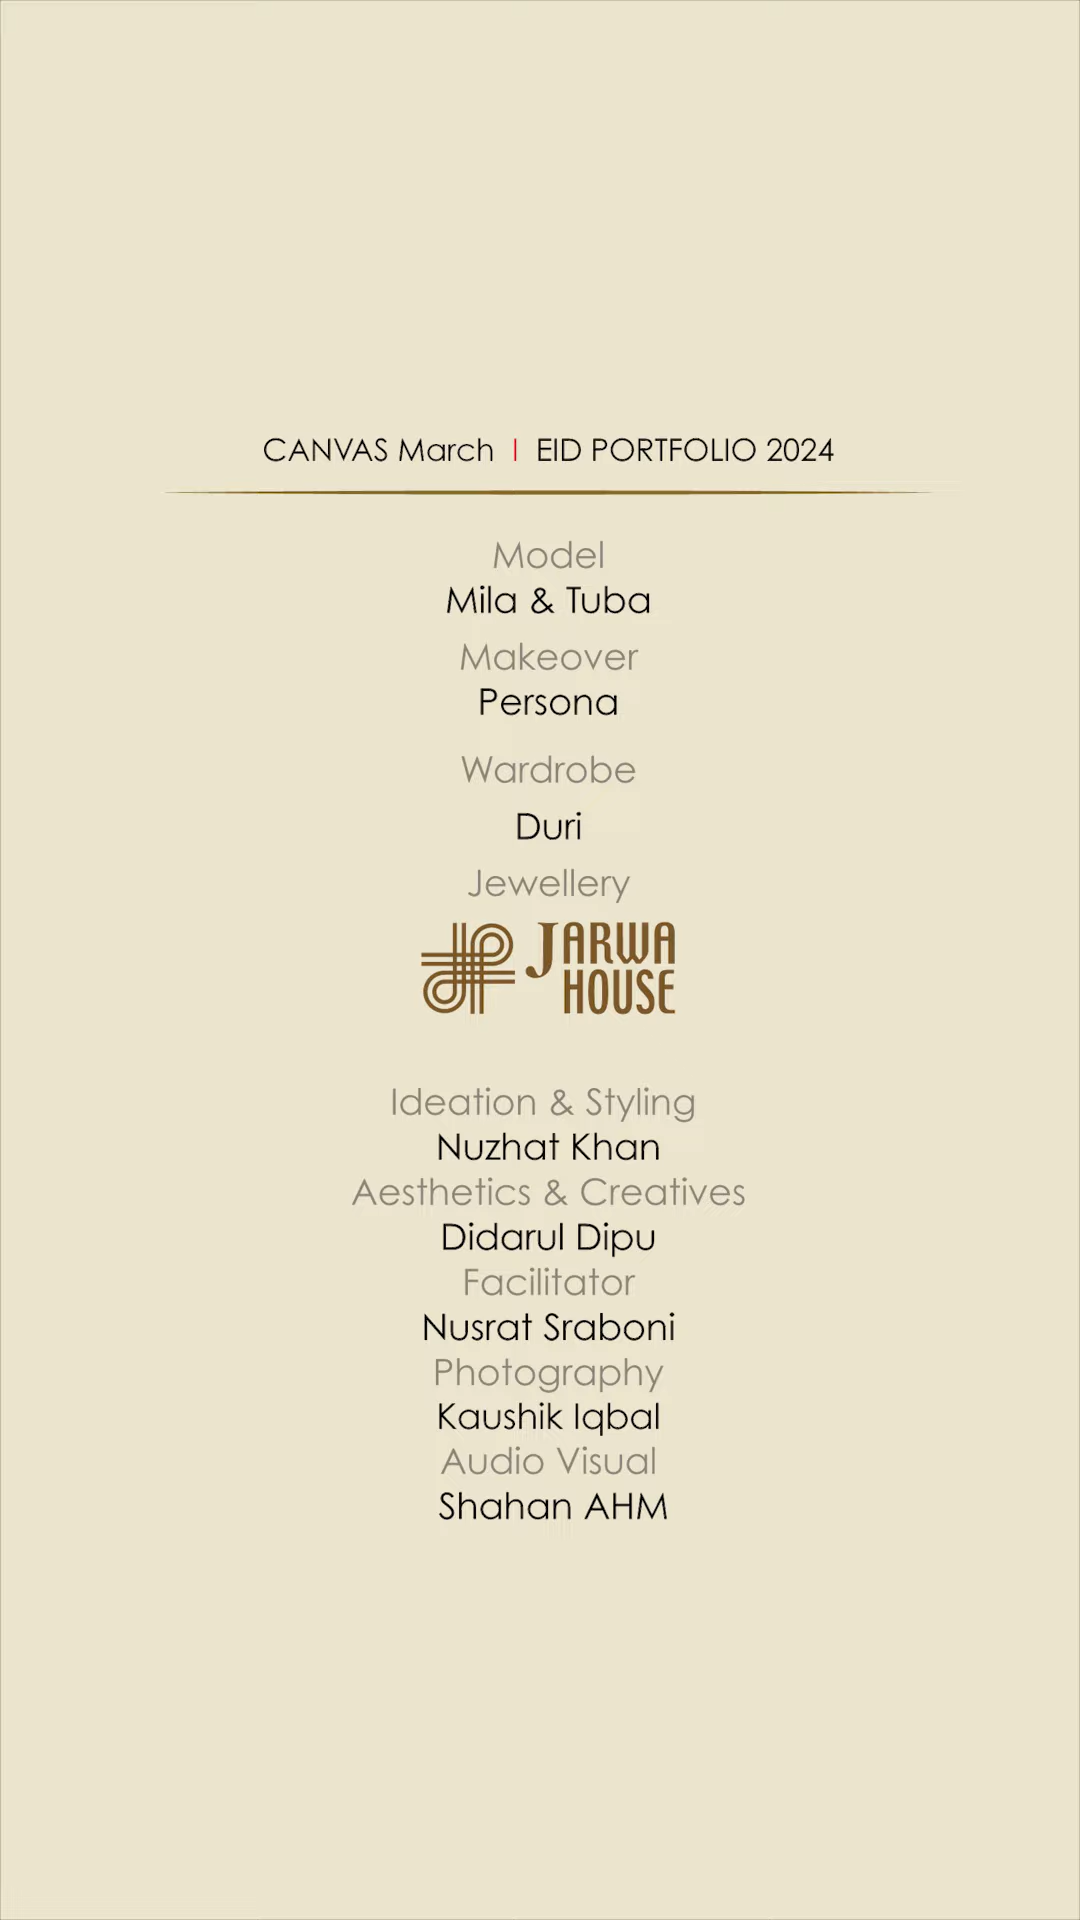 CANVAS March | EID PORTFOLIO 2024
Model
Mila & Tuba
Makeover
Persona
Wardrobe
Duri
Jewellery
JARWA
HOUSE
Ideation & Styling
Nuzhat Khan
Aesthetics & Creatives
Didarul Dipu
Facilitator
Nusrat Sraboni
Photography
Kaushik Iqbal
Audio Visual
Shahan AHM